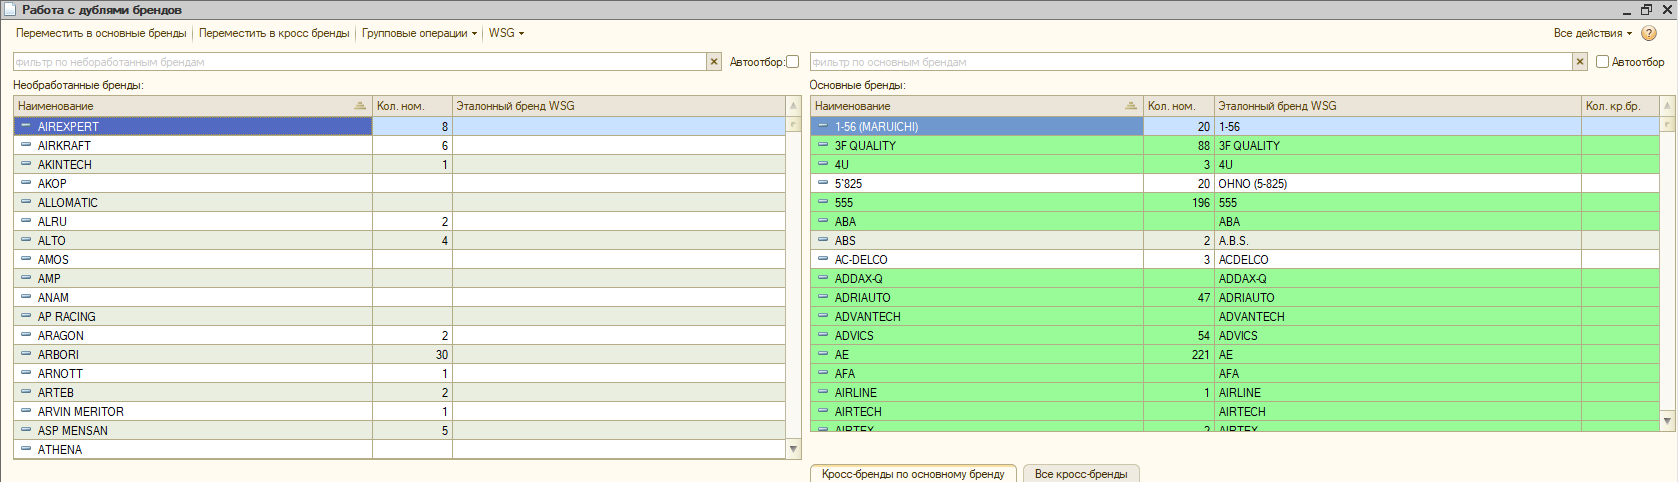 Работа с дублями брендов
Переместить в основные бренды Переместить в кросс бренды Групповые операции WSG Все действия ?
фильтр по небоработанным брендам Автоотбор: фильтр по основным брендам Автоотбор
Необработанные бренды: Основные бренды:
Наименование Кол. ном. Эталонный бренд WSG Наименование Кол. ном. Эталонный бренд WSG Кол. кр.бр.
AIREXPERT 8 1-56 (MARUICHI) 20 1-56
AIRKRAFT 6 3F QUALITY 88 3F QUALITY
AKINTECH 1 4U 3 4U
AKOP 5`825 20 OHNO (5-825)
ALLOMATIC 555 196 555
ALRU 2 ABA ABA
ALTO 4 ABS 2 A.B.S.
AMOS AC-DELCO 3 ACDELCO
AMP ADDAX-Q ADDAX-Q
ANAM ADRIAUTO 47 ADRIAUTO
AP RACING ADVANTECH ADVANTECH
ARAGON 2 ADVICS 54 ADVICS
ARBORI 30 AE 221 AE
ARNOTT 1 AFA AFA
ARTEB 2 AIRLINE 1 AIRLINE
ARVIN MERITOR 1 AIRTECH AIRTECH
ASP MENSAN 5 AIRTEX 2 AIRTEX
ATHENA
Кросс-бренды по основному бренду Все кросс-бренды